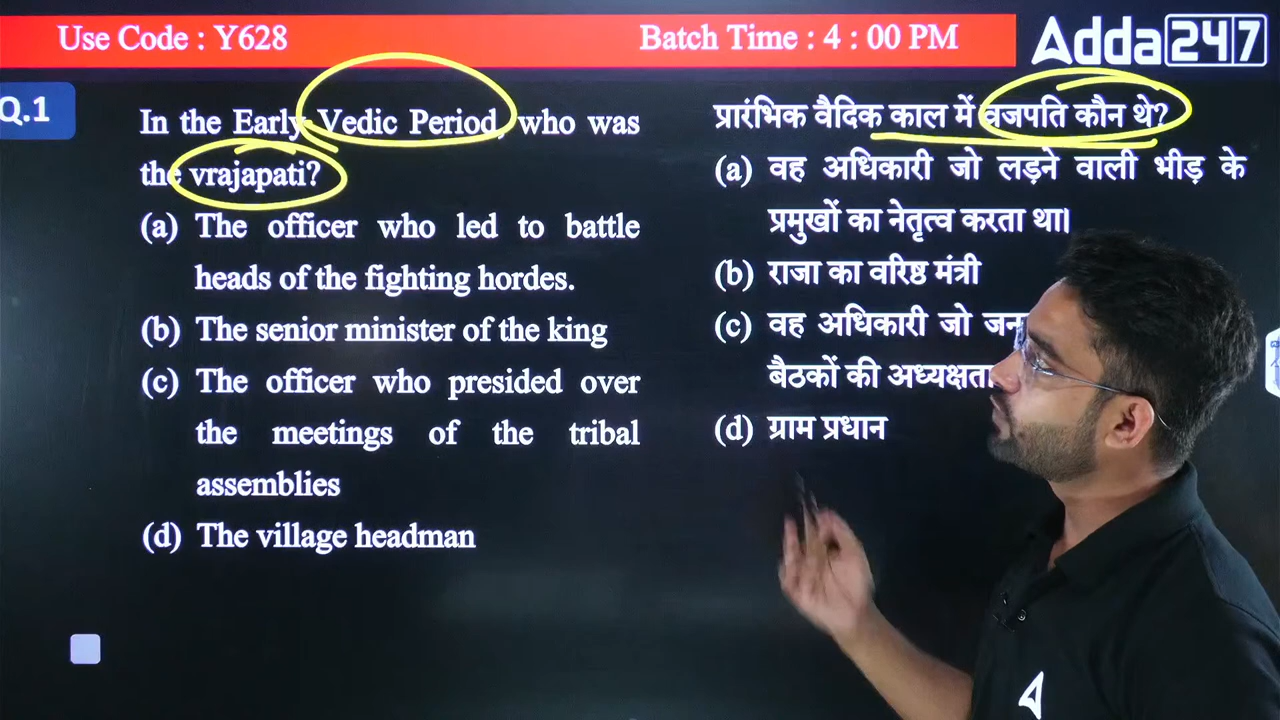 Use Code : Y628
Batch Time : 4 : 00 PM
Adda247
Q.1
In the Early Vedic Period, who was
the vrajapati?
(a) The officer who led to battle
heads of the fighting hordes.
(b) The senior minister of the king
(c) The officer who presided over
the meetings of the tribal
assemblies
(d) The village headman
प्रारंभिक वैदिक काल में वजपति कौन थे?
(a) वह अधिकारी जो लड़ने वाली भीड़ के
प्रमुखों का नेतृत्व करता था।
(b) राजा का वरिष्ठ मंत्री
(c) वह अधिकारी जो
बैठकों की अध्यक्षता
(d) ग्राम प्रधान